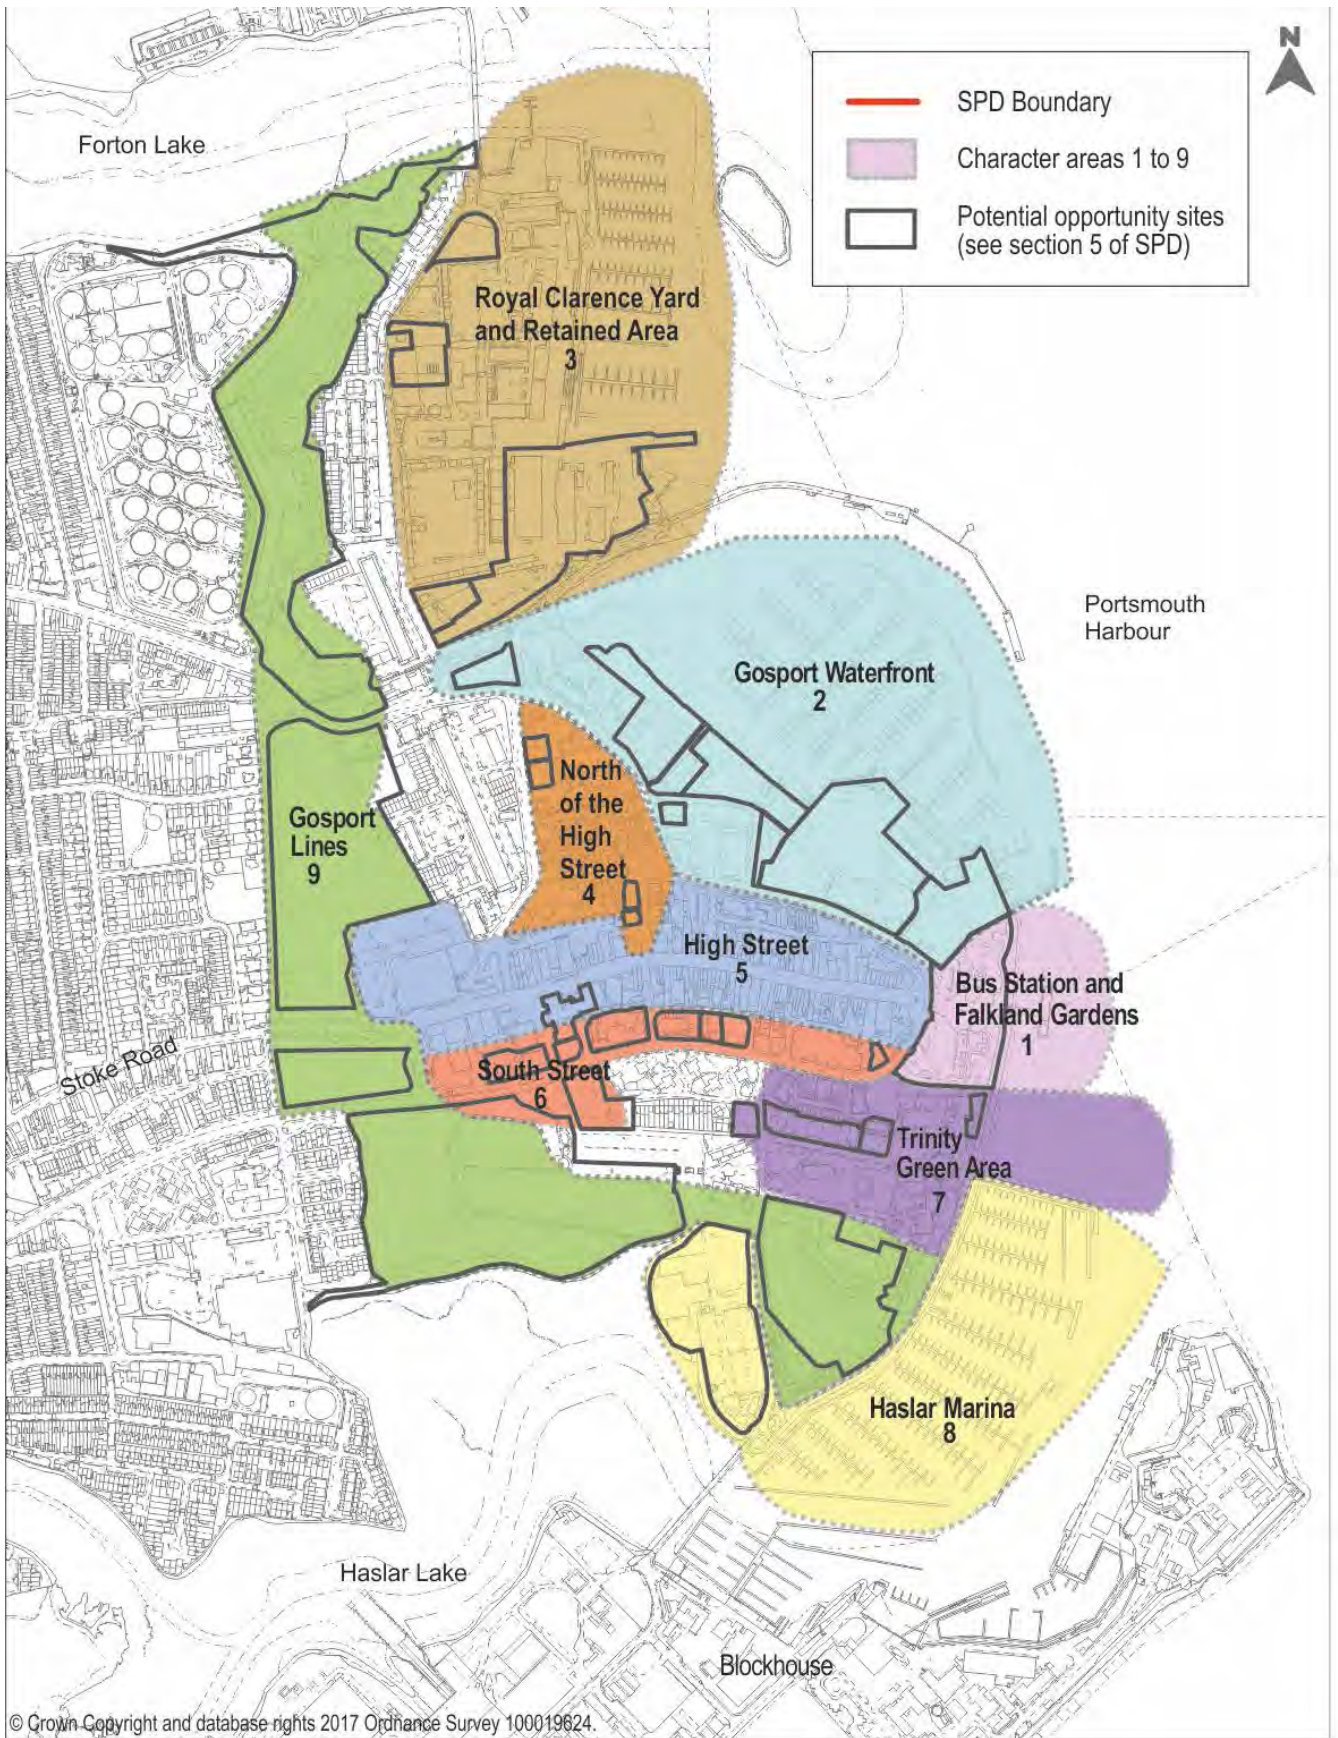 N
SPD Boundary
Character areas 1 to 9
Potential opportunity sites
(see section 5 of SPD)
Forton Lake
Royal Clarence Yard
and Retained Area
3
Portsmouth
Harbour
Gosport Waterfront
2
North
of the
High
Street
4
Gosport
Lines
9
High Street
5
Bus Station and
Falkland Gardens
1
Stoke Road
South Street
6
Trinity
Green Area
7
Haslar Marina
8
Haslar Lake
Blockhouse
© Crown Copyright and database rights 2017 Ordnance Survey 100019624.